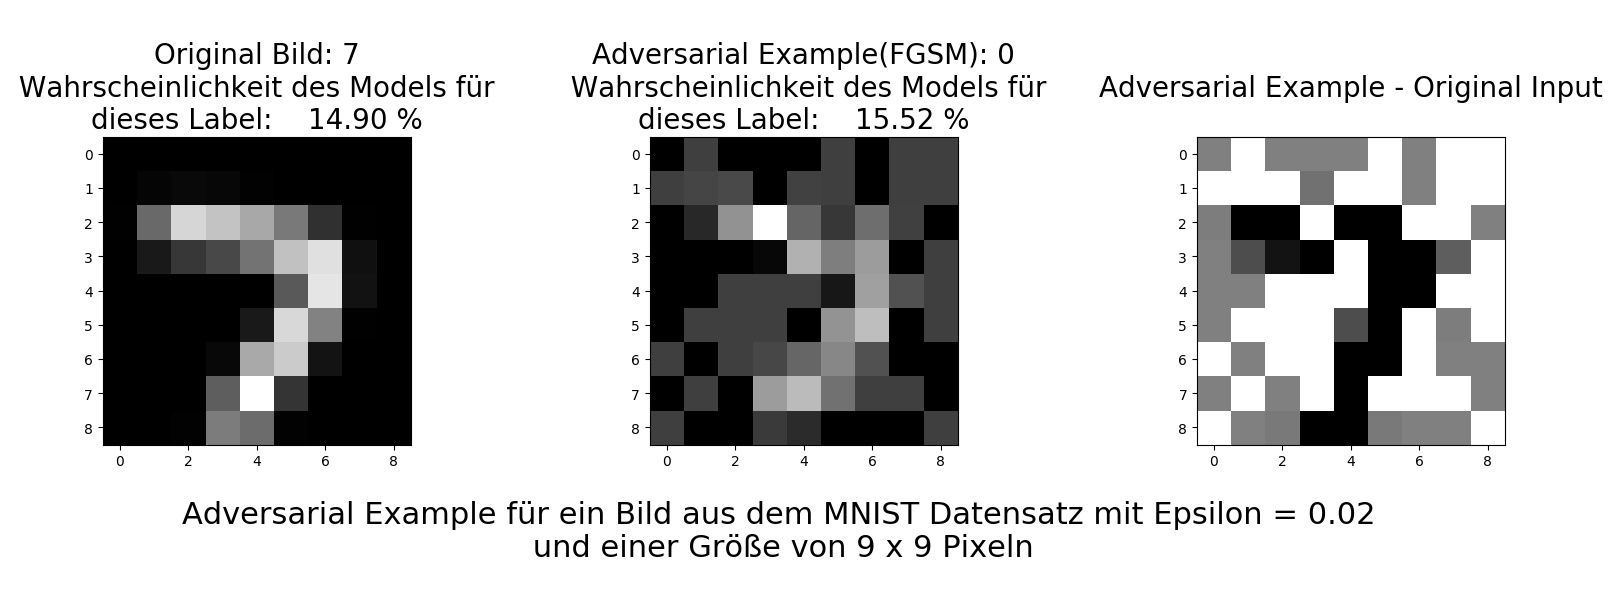 Original Bild: 7
Wahrscheinlichkeit des Models für
dieses Label: 14.90 %
Adversarial Example(FGSM): 0
Wahrscheinlichkeit des Models für
dieses Label: 15.52 %
Adversarial Example - Original Input
0
1
2
3
4
5
6
7
8
0 2 4 6 8
0
1
2
3
4
5
6
7
8
0 2 4 6 8
0
1
2
3
4
5
6
7
8
0 2 4 6 8
Adversarial Example für ein Bild aus dem MNIST Datensatz mit Epsilon = 0.02
und einer Größe von 9 x 9 Pixeln